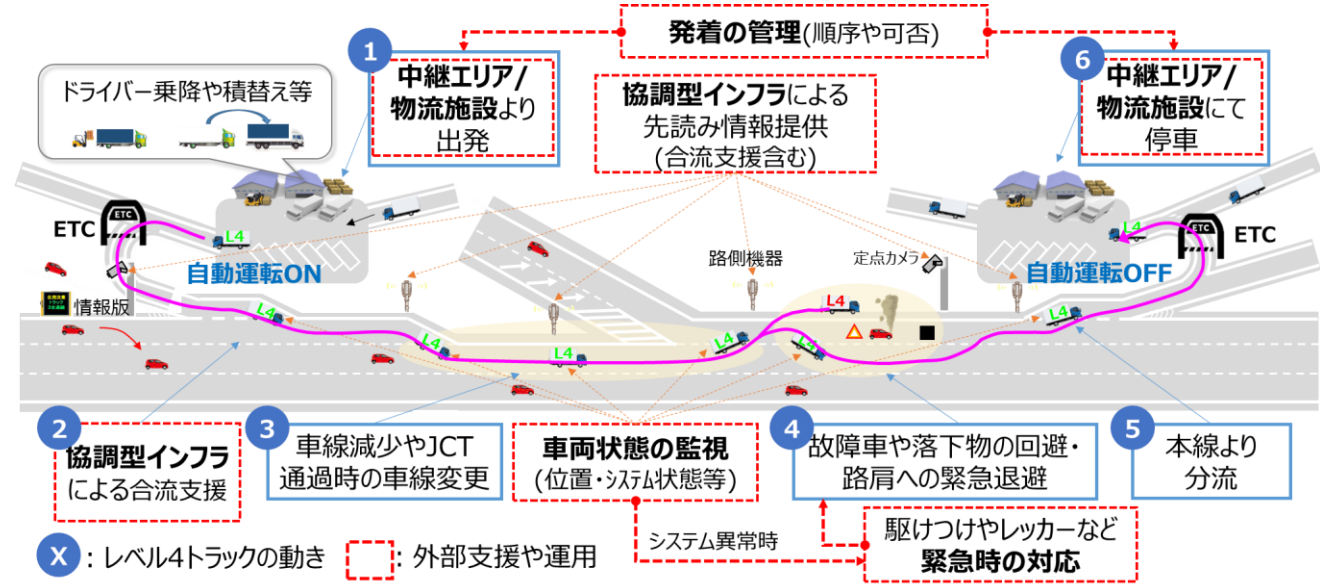 発着の管理(順序や可否)
1
中継エリア/
物流施設より
出発
ドライバー乗降や積替え等
協調型インフラによる
先読み情報提供
(合流支援含む)
6
中継エリア/
物流施設にて
停車
ETC
ETC
L4
自動運転ON
路側機器
定点カメラ
L4
自動運転OFF
ETC
ETC
情報版
L4
L4
L4
L4
L4
L4
L4
2
協調型インフラ
による合流支援
3
車線減少やJCT
通過時の車線変更
車両状態の監視
(位置・システム状態等)
4
故障車や落下物の回避・
路肩への緊急退避
5
本線より
分流
システム異常時
駆けつけやレッカーなど
緊急時の対応
X
：レベル4トラックの動き
：外部支援や運用